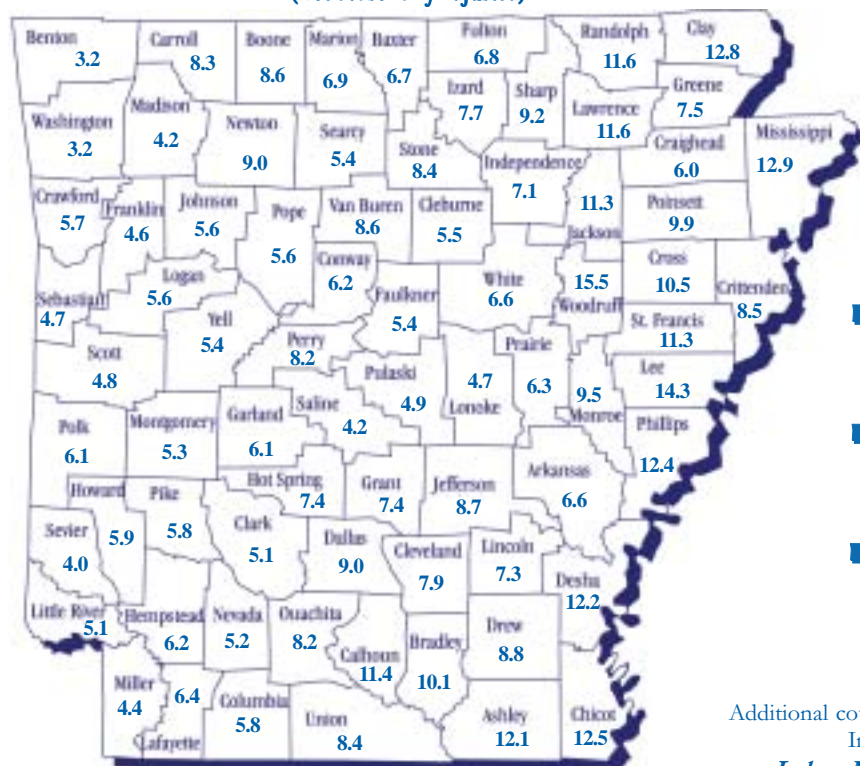 Benton 3.2
Carroll 8.3
Boone 8.6
Marion 6.9
Baxter 6.7
Fulton 6.8
Randolph 11.6
Clay 12.8
Izard 7.7
Sharp 9.2
Lawrence 11.6
Greene 7.5
Washington 3.2
Madison 4.2
Newton 9.0
Searcy 5.4
Stone 8.4
Independence 7.1
Craighead 6.0
Mississippi 12.9
Crawford 5.7
Franklin 4.6
Johnson 5.6
Pope 5.6
Van Buren 8.6
Cleburne 5.5
11.3 Jackson
Poinsett 9.9
Logan 5.6
Conway 6.2
Faulkner 5.4
White 6.6
15.5 Woodruff
Cross 10.5
Crittenden 8.5
Sebastian 4.7
Yell 5.4
Perry 8.2
Prairie 6.3
St. Francis 11.3
Scott 4.8
Pulaski 4.9
4.7 Lonoke
9.5 Monroe
Lee 14.3
Polk 6.1
Montgomery 5.3
Garland 6.1
Saline 4.2
Phillips 12.4
Hot Spring 7.4
Grant 7.4
Jefferson 8.7
Arkansas 6.6
Howard 5.9
Pike 5.8
Clark 5.1
Dallas 9.0
Cleveland 7.9
Lincoln 7.3
Desha 12.2
Sevier 4.0
Little River 5.1
Hempstead 6.2
Nevada 5.2
Ouachita 8.2
Calhoun 11.4
Bradley 10.1
Drew 8.8
Miller 4.4
6.4 Lafayette
Columbia 5.8
Union 8.4
Ashley 12.1
Chicot 12.5
Additional cou